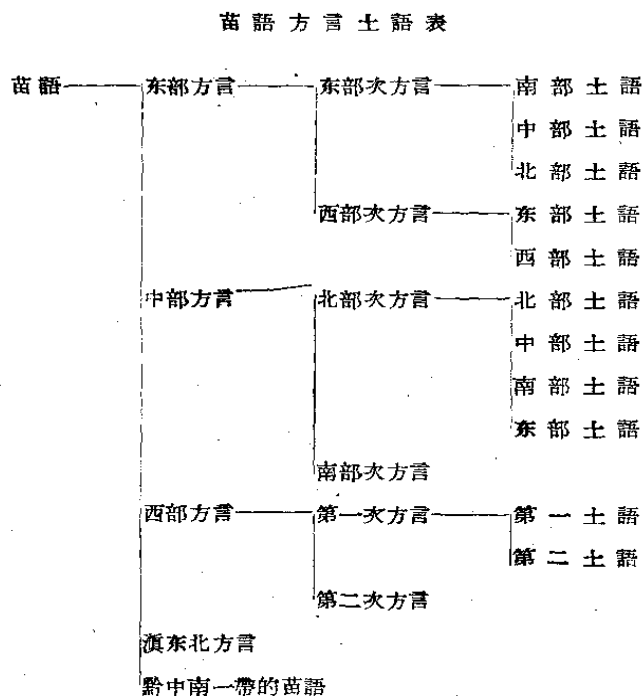 苗語方言土語表
苗語 东部方言 东部次方言 南部土語
中部土語
北部土語
西部次方言 东部土語
西部土語
中部方言 北部次方言 北部土語
中部土語
南部土語
东部土語
南部次方言
西部方言 第一次方言 第一土語
第二土語
第二次方言
滇东北方言
黔中南一帶的苗語